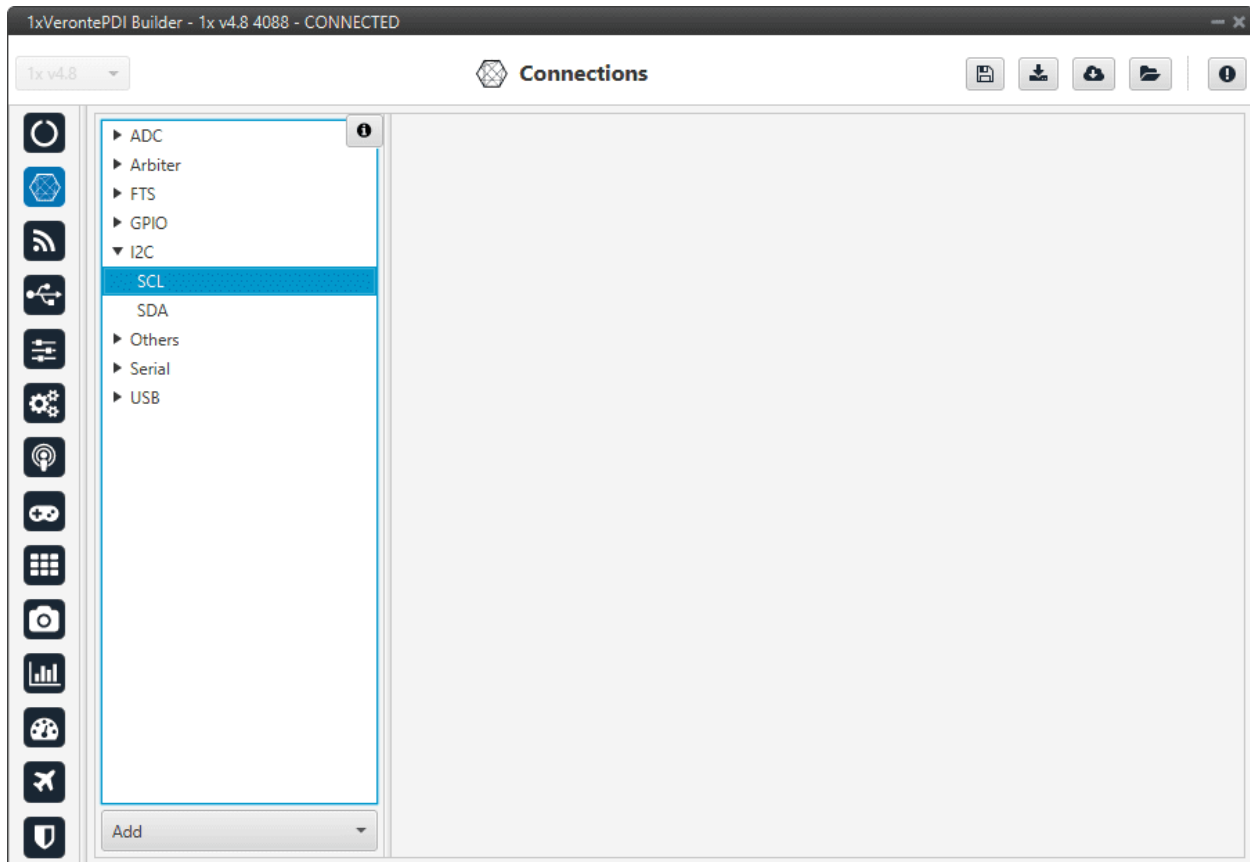 1xVerontePDI Builder - 1x v4.8 4088 - CONNECTED
1x v4.8
Connections
ADC
Arbiter
FTS
GPIO
I2C
SCL
SDA
Others
Serial
USB
Add